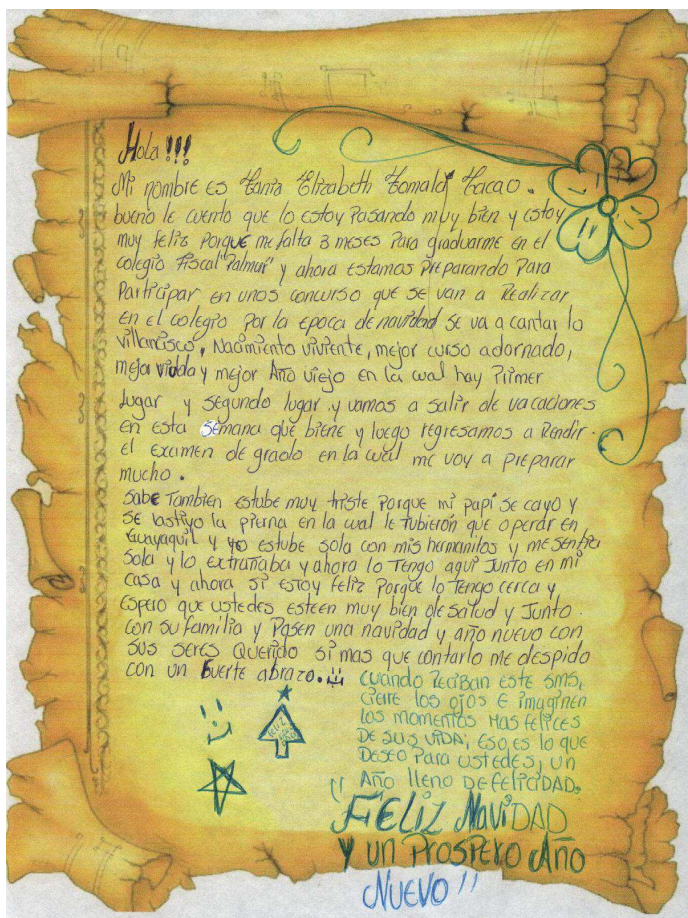 Hola !!!
Mi nombre es Tania Elizabeth Tomalá Tacao.
bueno le cuento que lo estoy Pasando muy bien y estoy
muy feliz Porque me falta 3 meses Para graduarme en el
colegio Fiscal "Palmar" y ahora estamos Preparando Para
Participar en unos concurso que se van a Realizar
en el colegio Por la epoca de navidad se va a cantar lo
villancisco, Nacimiento viviente, mejor curso adornado,
mejor y mejor Año viejo en la cual hay Primer
Lugar y segundo lugar y vamos a salir de vacaciones
en esta semana que biene y luego regresamos a Rendir
el examen de grado en la cual me voy a preparar
mucho.
Sabe Tambien estube muy triste Porque mi papi se cayo y
se lastiyo la pierna en la cual le tubierón que operar en
Guayaquil y yo estube sola con mis hermanitos y me sentia
sola y lo extrañaba y ahora lo Tengo aqui Junto en mi
casa y ahora si estoy feliz Porque lo Tengo cerca y
Espero que ustedes esteen muy bien de salud y Junto
con su familia y Pasen una navidad y año nuevo con
sus seres Querido si mas que contarlo me despido
con un fuerte abrazo.
cuando Reciban este sms,
cierre los ojos E imaginen
los momentos mas felices
DE SUS VIDA, ESO, ES lo que
DESEO PARA USTEDES, UN
AÑO lleno DE FELICIDAD.
¡¡ FELIZ NAVIDAD
Y UN PROSPERO AÑO
NUEVO !!
FELIZ